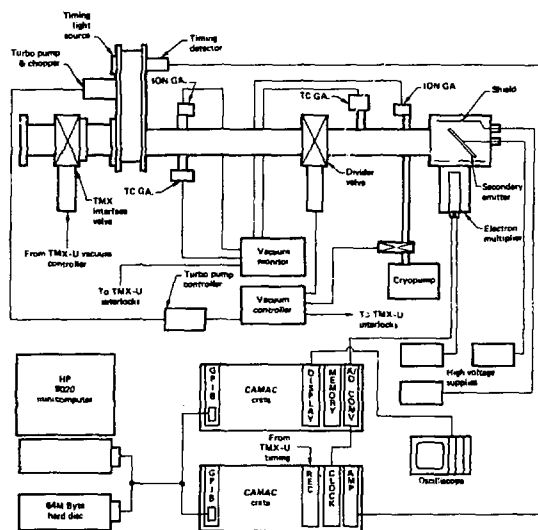 Timing
light
source
Timing
detector
Turbo pump
& chopper
ION GA.
TC GA.
ION GA
Shield
TC GA.
TMX
interface
valve
Divider
valve
Secondary
emitter
Electron
multiplier
From TMX-U vacuum
controller
Vacuum
monitor
To TMX-U
interlocks
Turbo pump
controller
Vacuum
controller
Cryopump
To TMX-U
interlocks
High voltage
supplies
HP
9020
minicomputer
GPIB
CAMAC
crate
DISPLAY
MEMORY
A/D CONV
From
TMX-U
timing
Oscilloscope
64M Byte
hard disc
GPIB
CAMAC
crate
REC
CLOCK
AMP